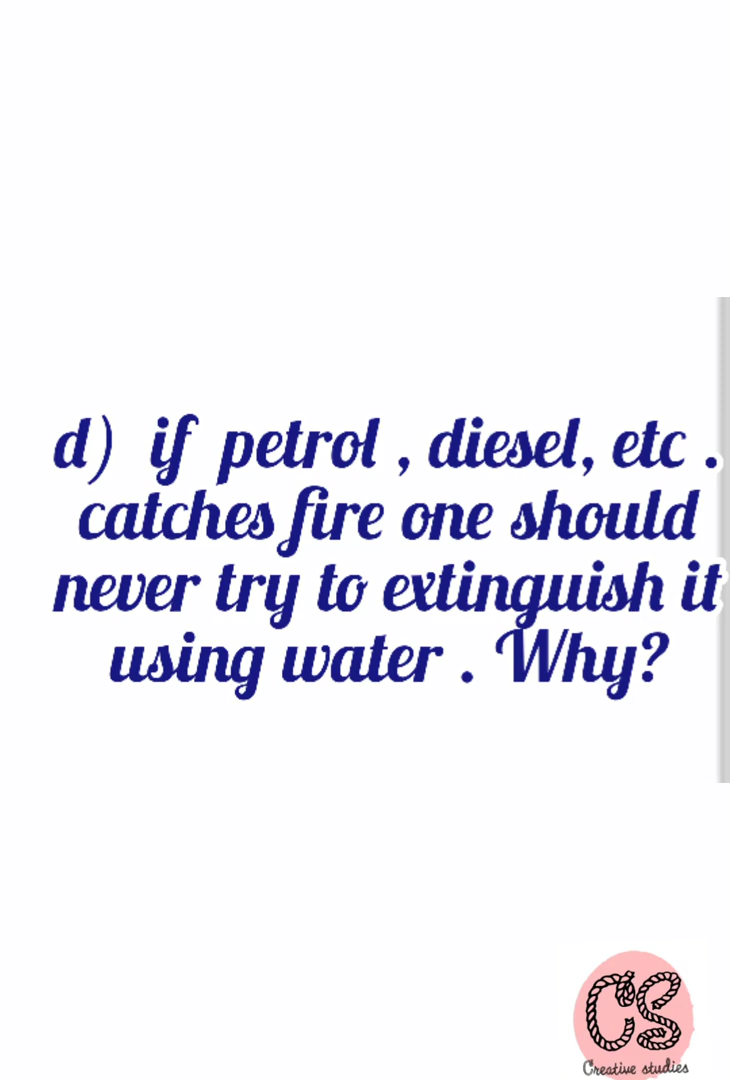 d) if petrol , diesel, etc .
catches fire one should
never try to extinguish it
using water . Why?
CS
Creative studies